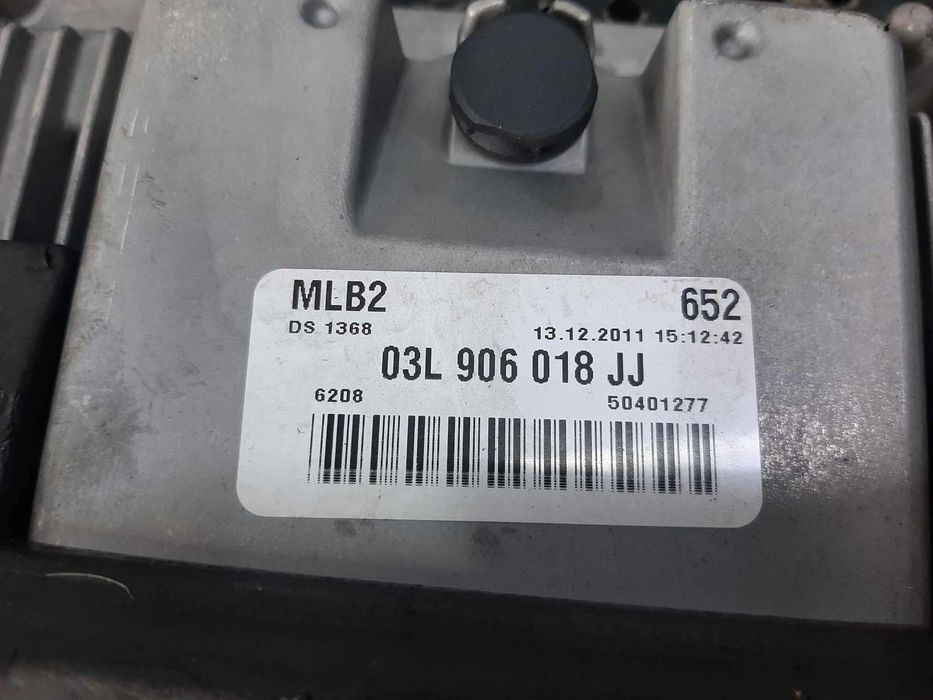 MLB2 652
DS 1368 13.12.2011 15:12:42
03L 906 018 JJ
6208 50401277